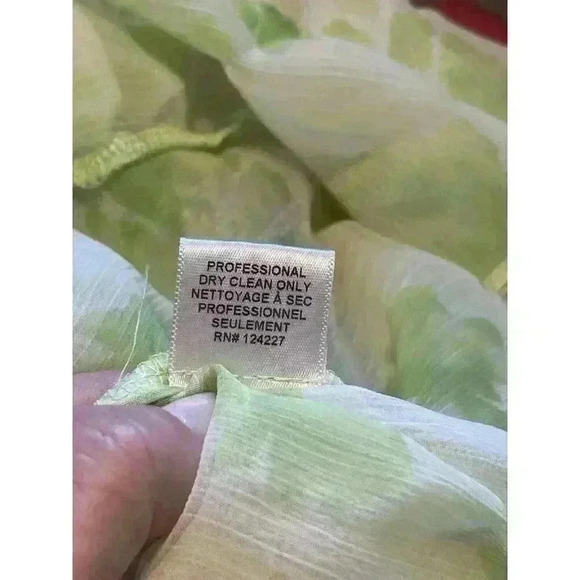 PROFESSIONAL
DRY CLEAN ONLY
NETTOYAGE À SEC
PROFESSIONNEL
SEULEMENT
RN# 124227